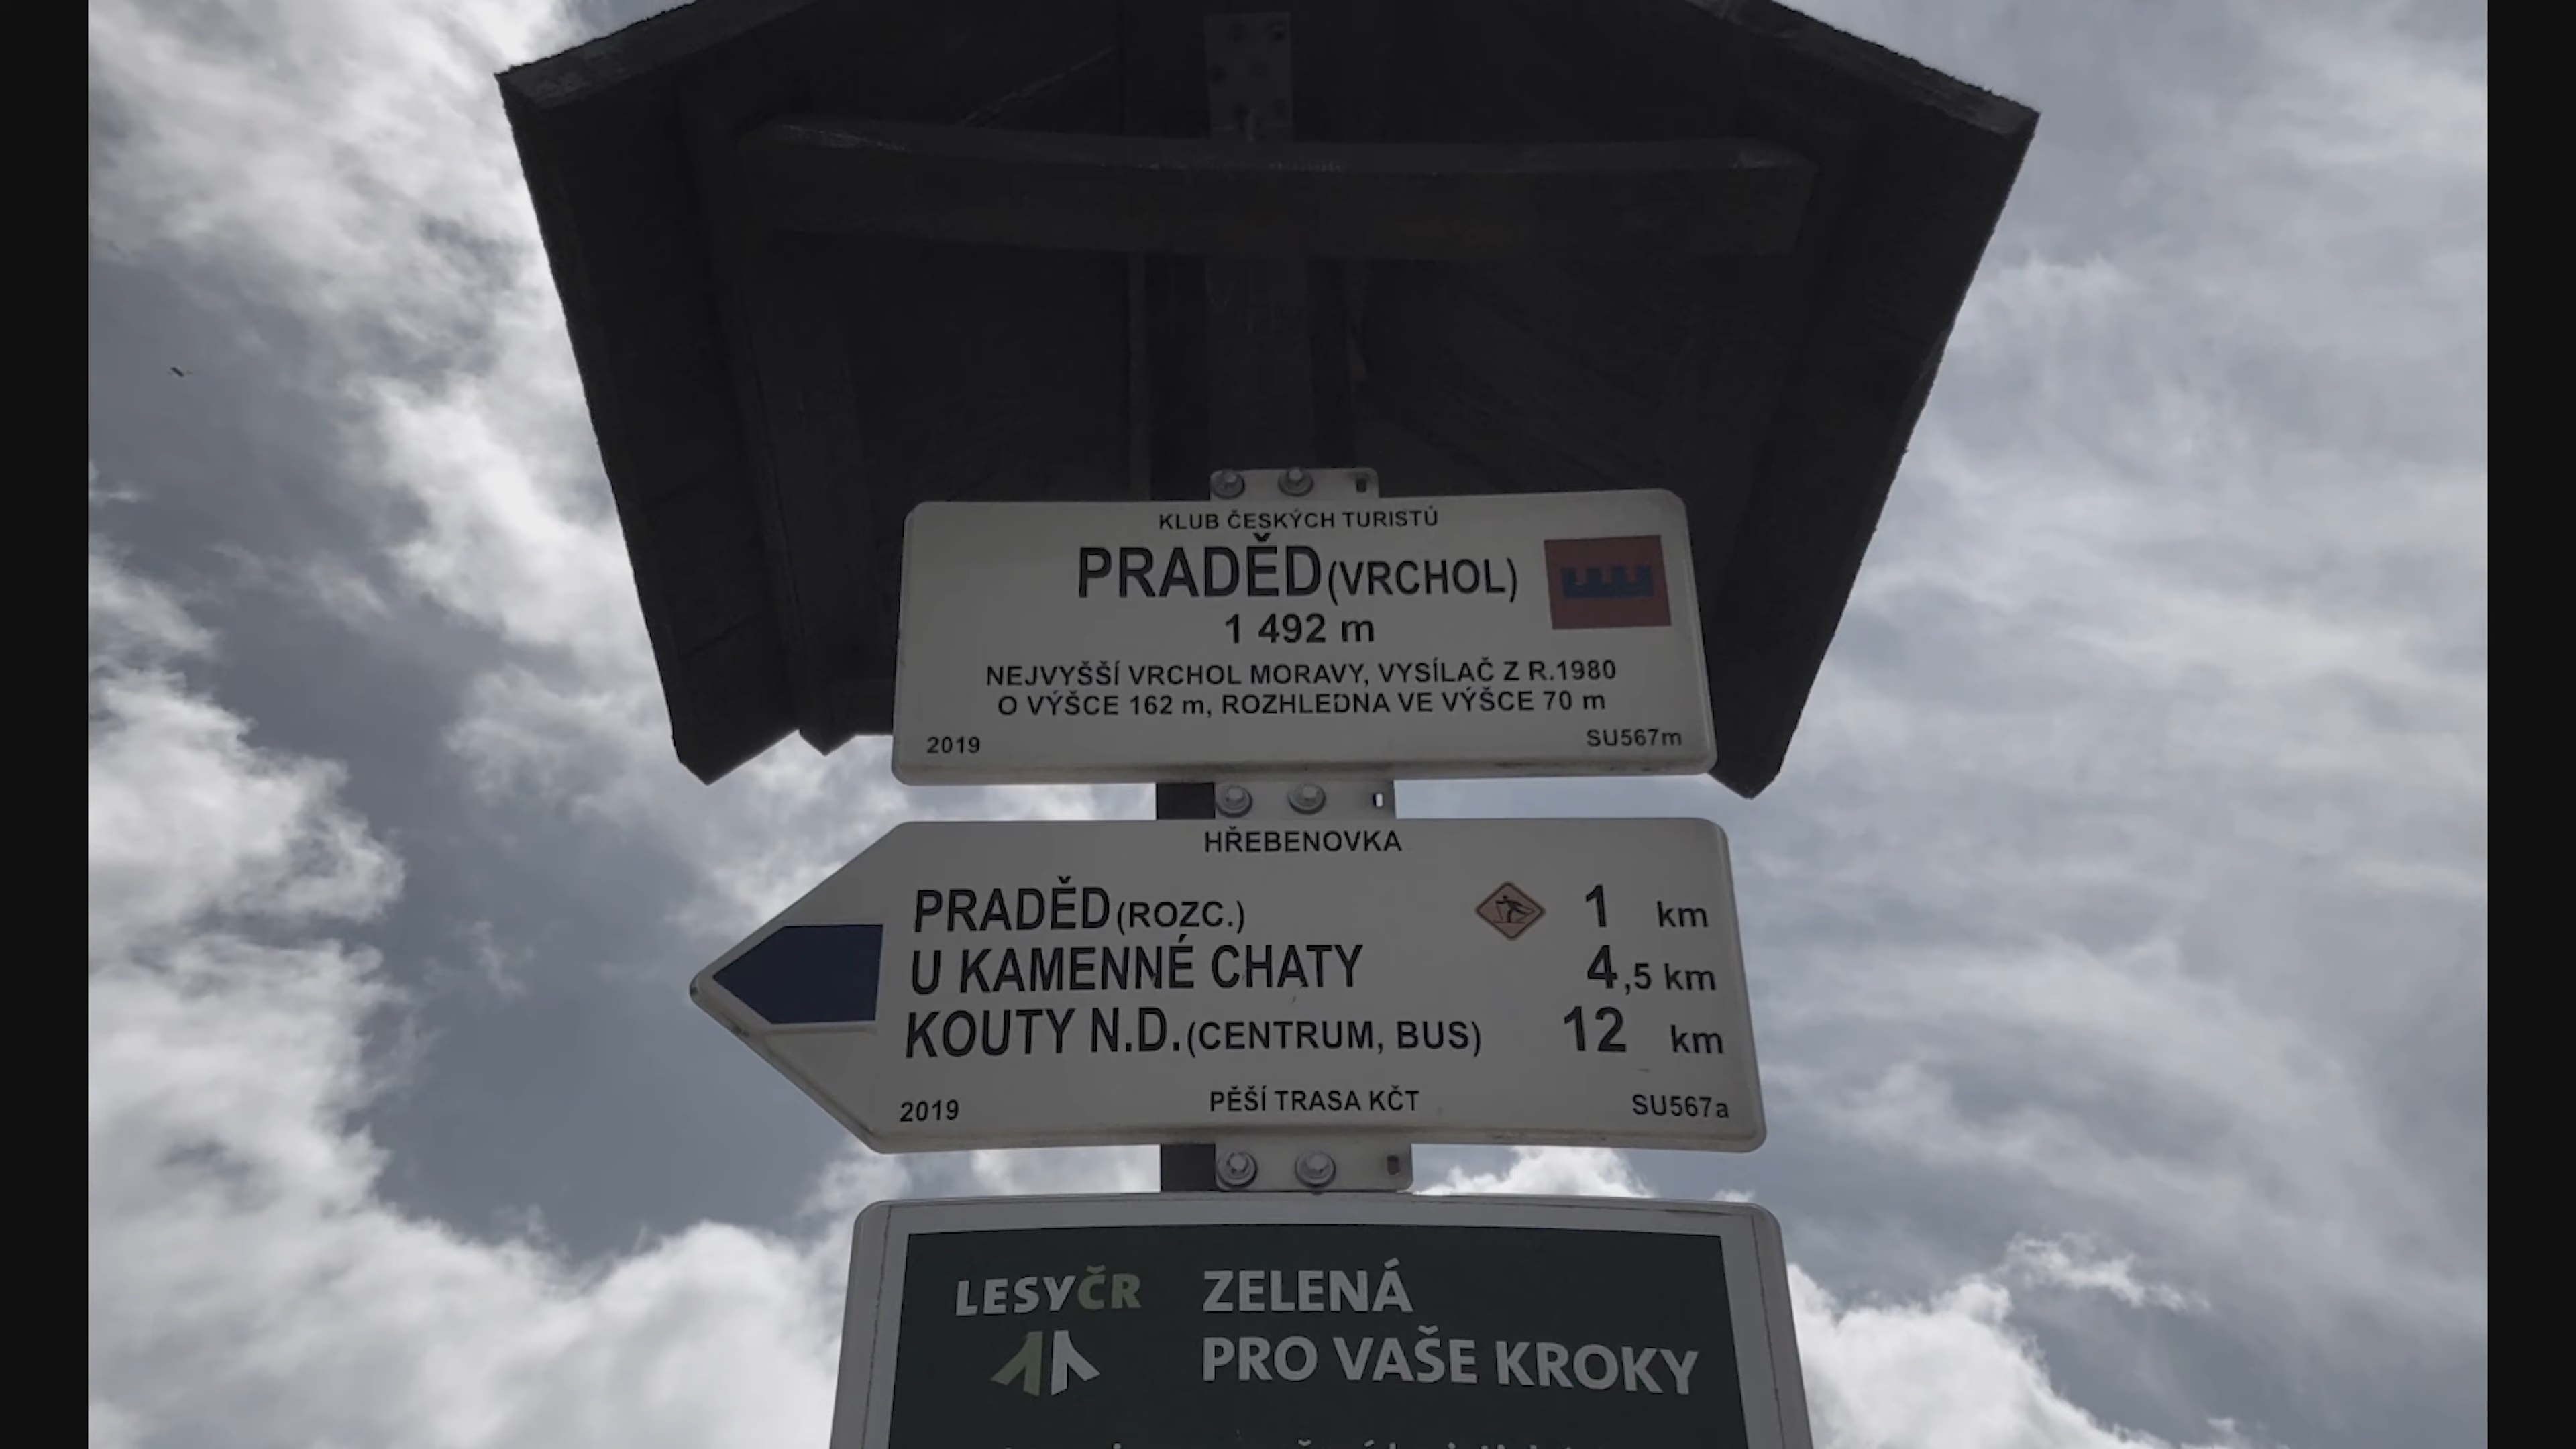 KLUB ČESKÝCH TURISTŮ
PRADĚD (VRCHOL)
1 492 m
NEJVYŠŠÍ VRCHOL MORAVY, VYSÍLAČ Z R.1980
O VÝŠCE 162 m, ROZHLEDNA VE VÝŠCE 70 m
2019 SU567m
HŘEBENOVKA
PRADĚD (ROZC.) 1 km
U KAMENNÉ CHATY 4,5 km
KOUTY N.D. (CENTRUM, BUS) 12 km
2019 PĚŠÍ TRASA KČT SU567a
LESY ČR
ZELENÁ
PRO VAŠE KROKY